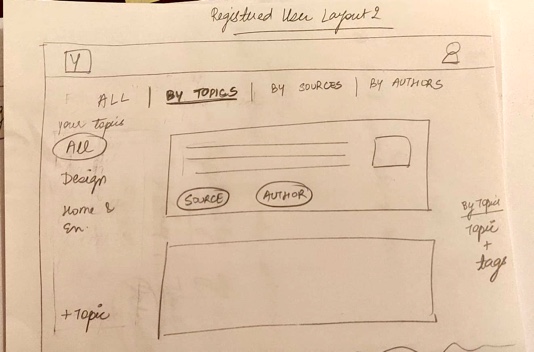 Registered User Layout 2
Y
ALL | BY TOPICS | BY SOURCES | BY AUTHORS
your topic
All
Design
Home &
En.
+ Topic
SOURCE
AUTHOR
By Topic
Topic
+
tags